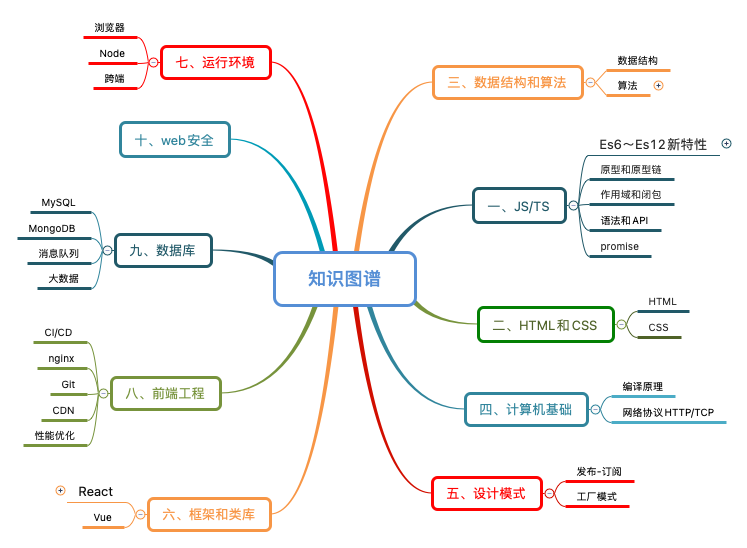 知识图谱
一、JS/TS
Es6～Es12新特性
原型和原型链
作用域和闭包
语法和API
promise
二、HTML和CSS
HTML
CSS
三、数据结构和算法
数据结构
算法
四、计算机基础
编译原理
网络协议HTTP/TCP
五、设计模式
发布-订阅
工厂模式
六、框架和类库
React
Vue
七、运行环境
浏览器
Node
跨端
八、前端工程
CI/CD
nginx
Git
CDN
性能优化
九、数据库
MySQL
MongoDB
消息队列
大数据
十、web安全